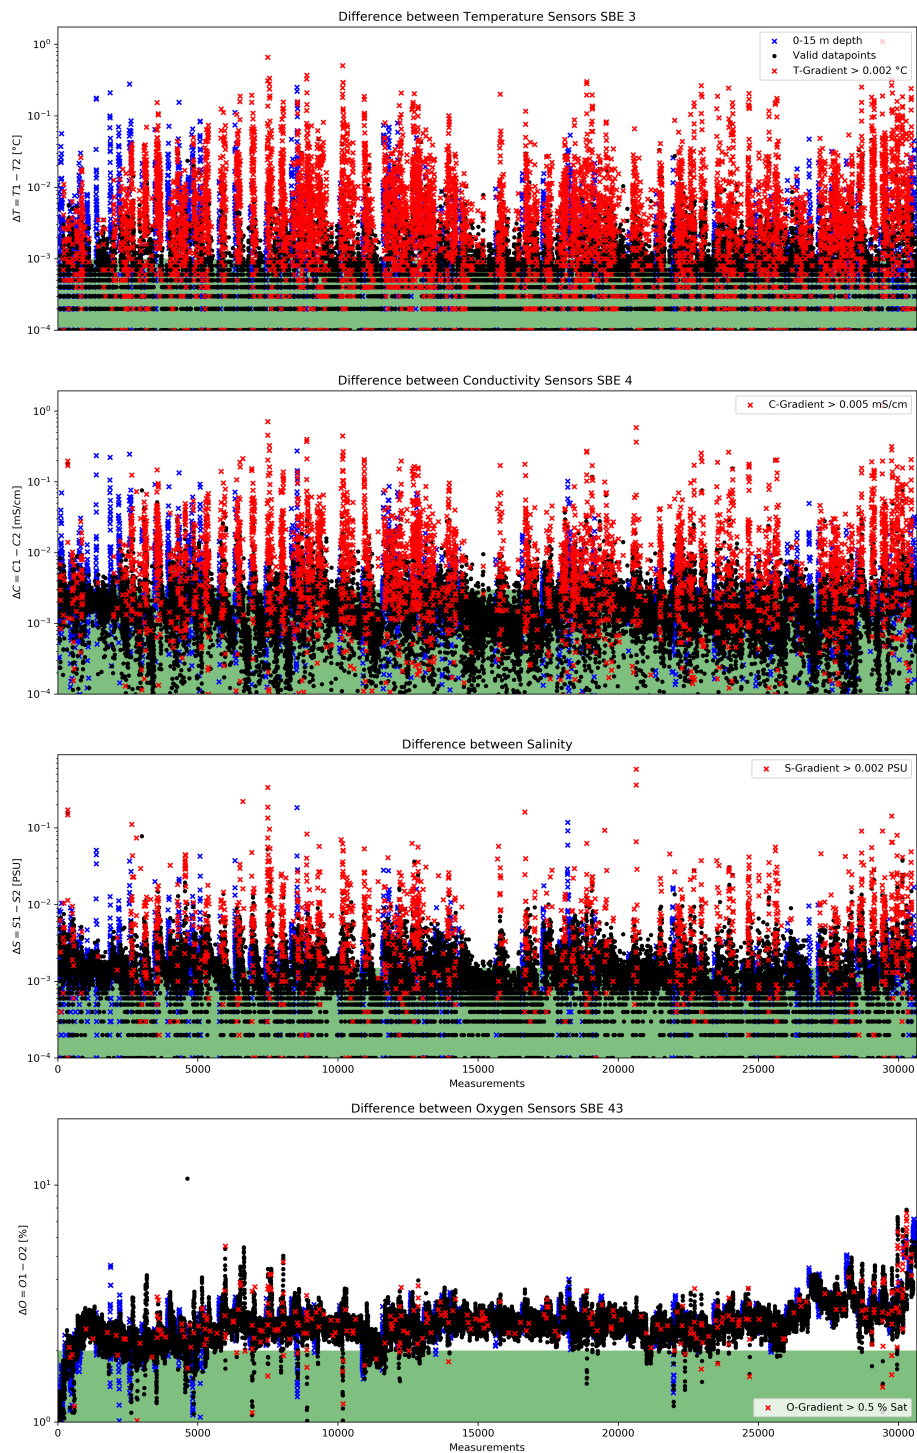 Difference between Temperature Sensors SBE 3
10⁰
10⁻¹
10⁻²
10⁻³
10⁻⁴
ΔT = T1 − T2 [°C]
0-15 m depth
Valid datapoints
T-Gradient > 0.002 °C
Difference between Conductivity Sensors SBE 4
10⁰
10⁻¹
10⁻²
10⁻³
10⁻⁴
ΔC = C1 − C2 [mS/cm]
C-Gradient > 0.005 mS/cm
Difference between Salinity
10⁻¹
10⁻²
10⁻³
10⁻⁴
ΔS = S1 − S2 [PSU]
S-Gradient > 0.002 PSU
0 5000 10000 15000 20000 25000 30000
Measurements
Difference between Oxygen Sensors SBE 43
10¹
10⁰
ΔO = O1 − O2 [%]
O-Gradient > 0.5 % Sat
0 5000 10000 15000 20000 25000 30000
Measurements